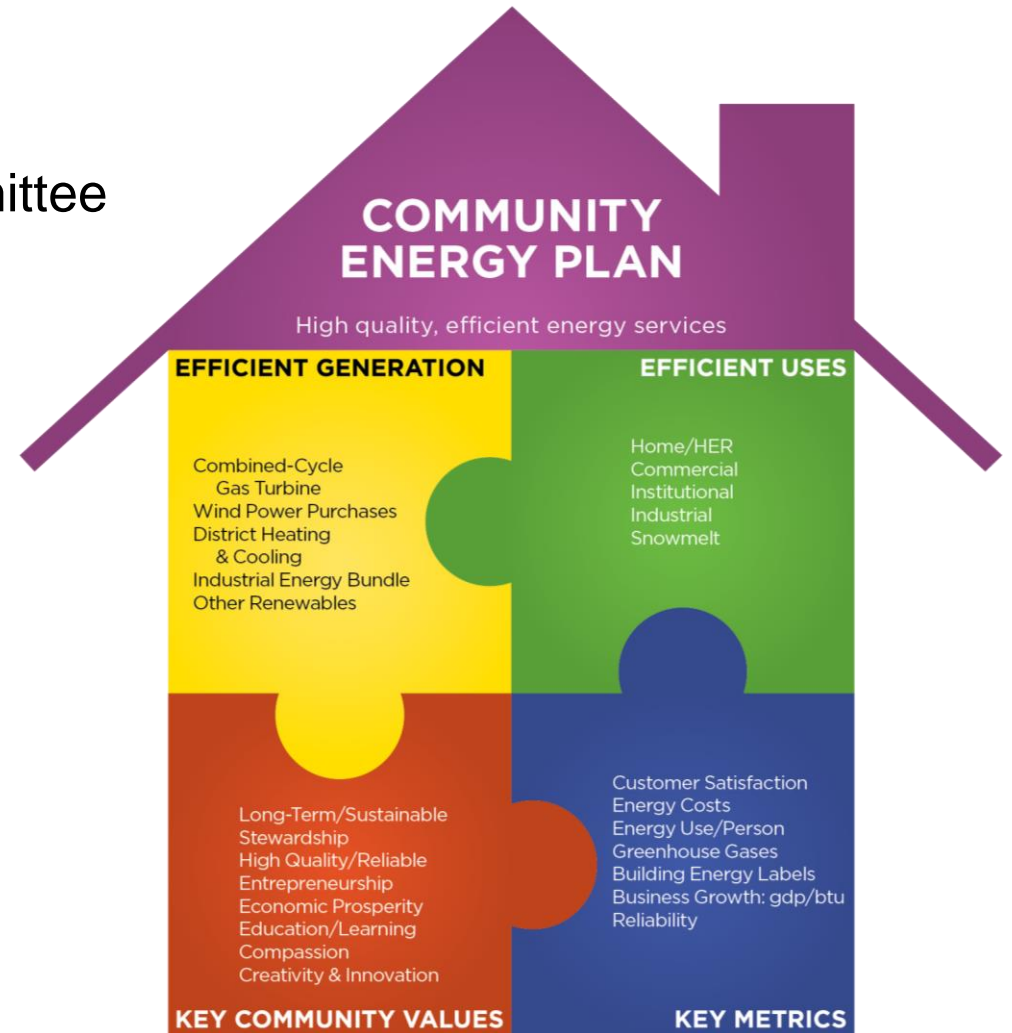 COMMUNITY
ENERGY PLAN
High quality, efficient energy services
EFFICIENT GENERATION
Combined-Cycle
Gas Turbine
Wind Power Purchases
District Heating
& Cooling
Industrial Energy Bundle
Other Renewables
EFFICIENT USES
Home/HER
Commercial
Institutional
Industrial
Snowmelt
Long-Term/Sustainable
Stewardship
High Quality/Reliable
Entrepreneurship
Economic Prosperity
Education/Learning
Compassion
Creativity & Innovation
KEY COMMUNITY VALUES
Customer Satisfaction
Energy Costs
Energy Use/Person
Greenhouse Gases
Building Energy Labels
Business Growth: gdp/btu
Reliability
KEY METRICS